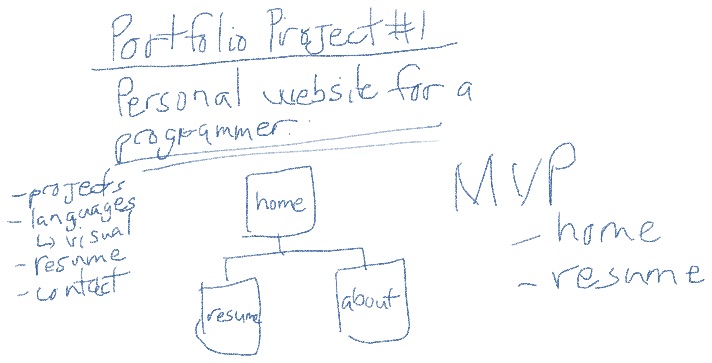 Portfolio Project #1
Personal website for a
programmer.
- projects
- languages
↳ visual
- resume
- contact
home
resume
about
MVP
- home
- resume